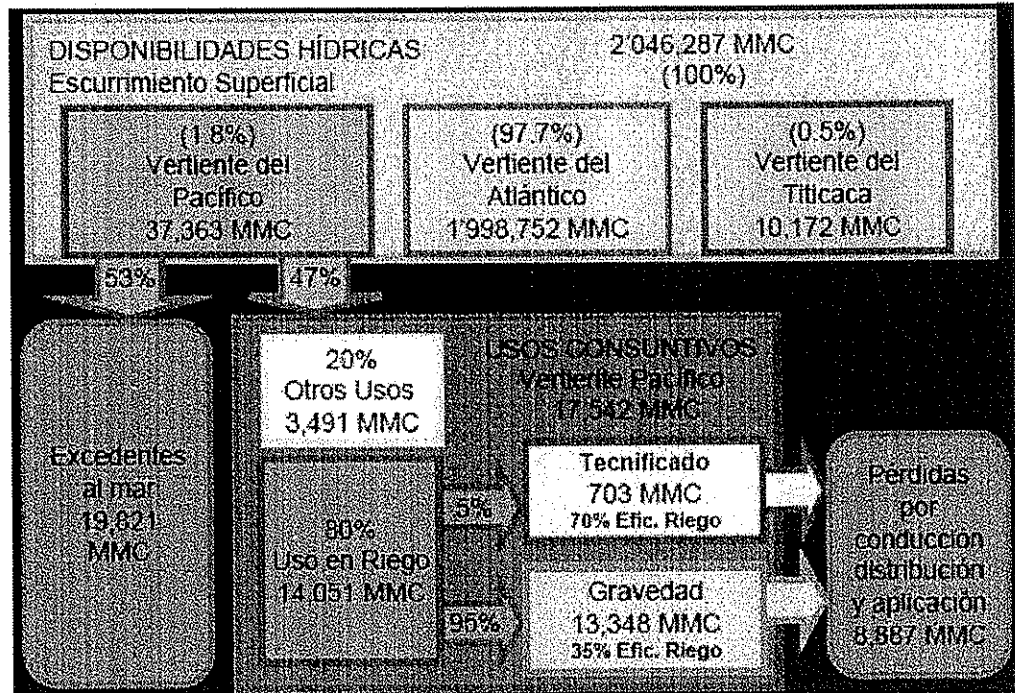 DISPONIBILIDADES HÍDRICAS
2'046,287 MMC
Escurrimiento Superficial
(100%)
(1.8%)
Vertiente del
Pacífico
37,363 MMC
(97.7%)
Vertiente del
Atlántico
1'998,752 MMC
(0.5%)
Vertiente del
Titicaca
10,172 MMC
53%
47%
Excedentes
al mar
19,821
MMC
USOS CONSUNTIVOS
Vertiente Pacífico
17,542 MMC
20%
Otros Usos
3,491 MMC
80%
Uso en Riego
14,051 MMC
5%
95%
Tecnificado
703 MMC
70% Efic. Riego
Gravedad
13,348 MMC
35% Efic. Riego
Perdidas
por
conducción
distribución
y aplicación
8,887 MMC